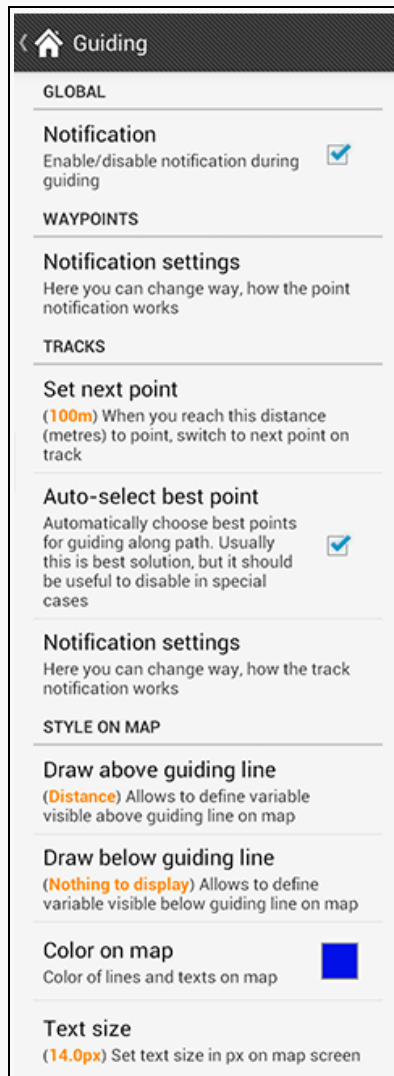 Guiding
GLOBAL
Notification
Enable/disable notification during
guiding
WAYPOINTS
Notification settings
Here you can change way, how the point
notification works
TRACKS
Set next point
(100m) When you reach this distance
(metres) to point, switch to next point on
track
Auto-select best point
Automatically choose best points
for guiding along path. Usually
this is best solution, but it should
be useful to disable in special
cases
Notification settings
Here you can change way, how the track
notification works
STYLE ON MAP
Draw above guiding line
(Distance) Allows to define variable
visible above guiding line on map
Draw below guiding line
(Nothing to display) Allows to define
variable visible below guiding line on map
Color on map
Color of lines and texts on map
Text size
(14.0px) Set text size in px on map screen